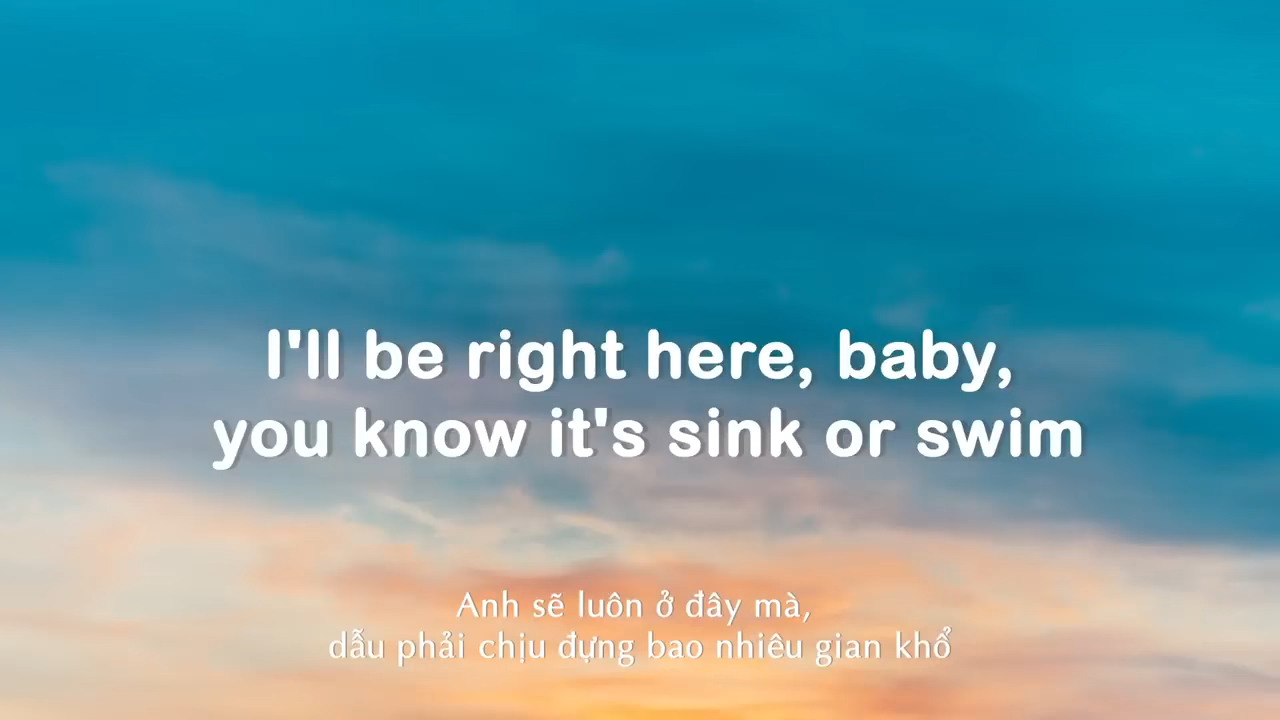 I'll be right here, baby,
you know it's sink or swim
Anh sẽ luôn ở đây mà,
dẫu phải chịu đựng bao nhiêu gian khổ